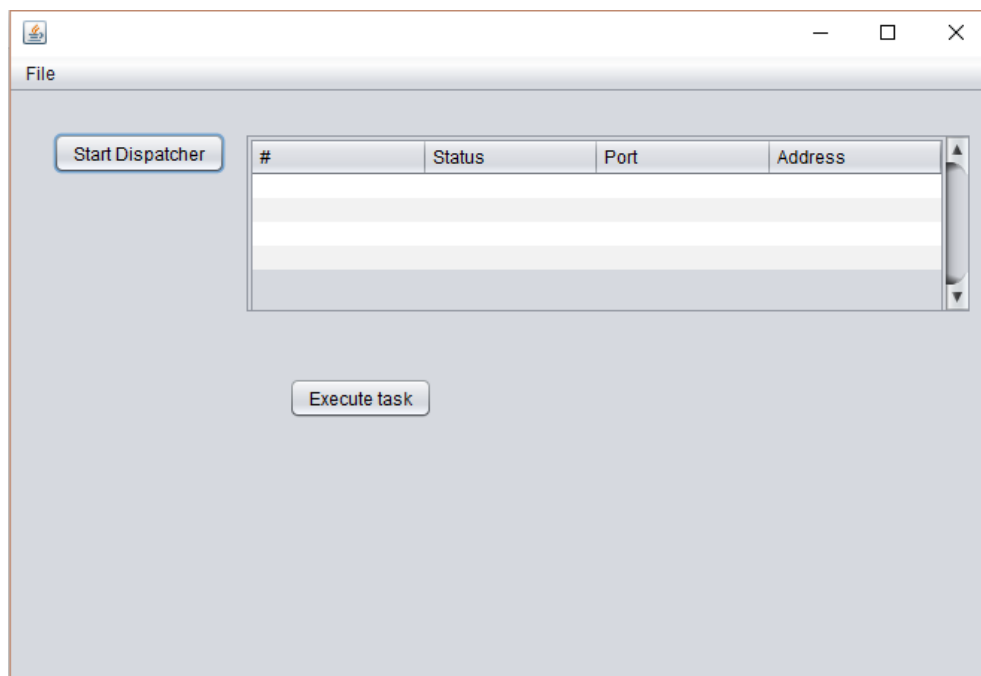 File
Start Dispatcher
# Status Port Address
Execute task